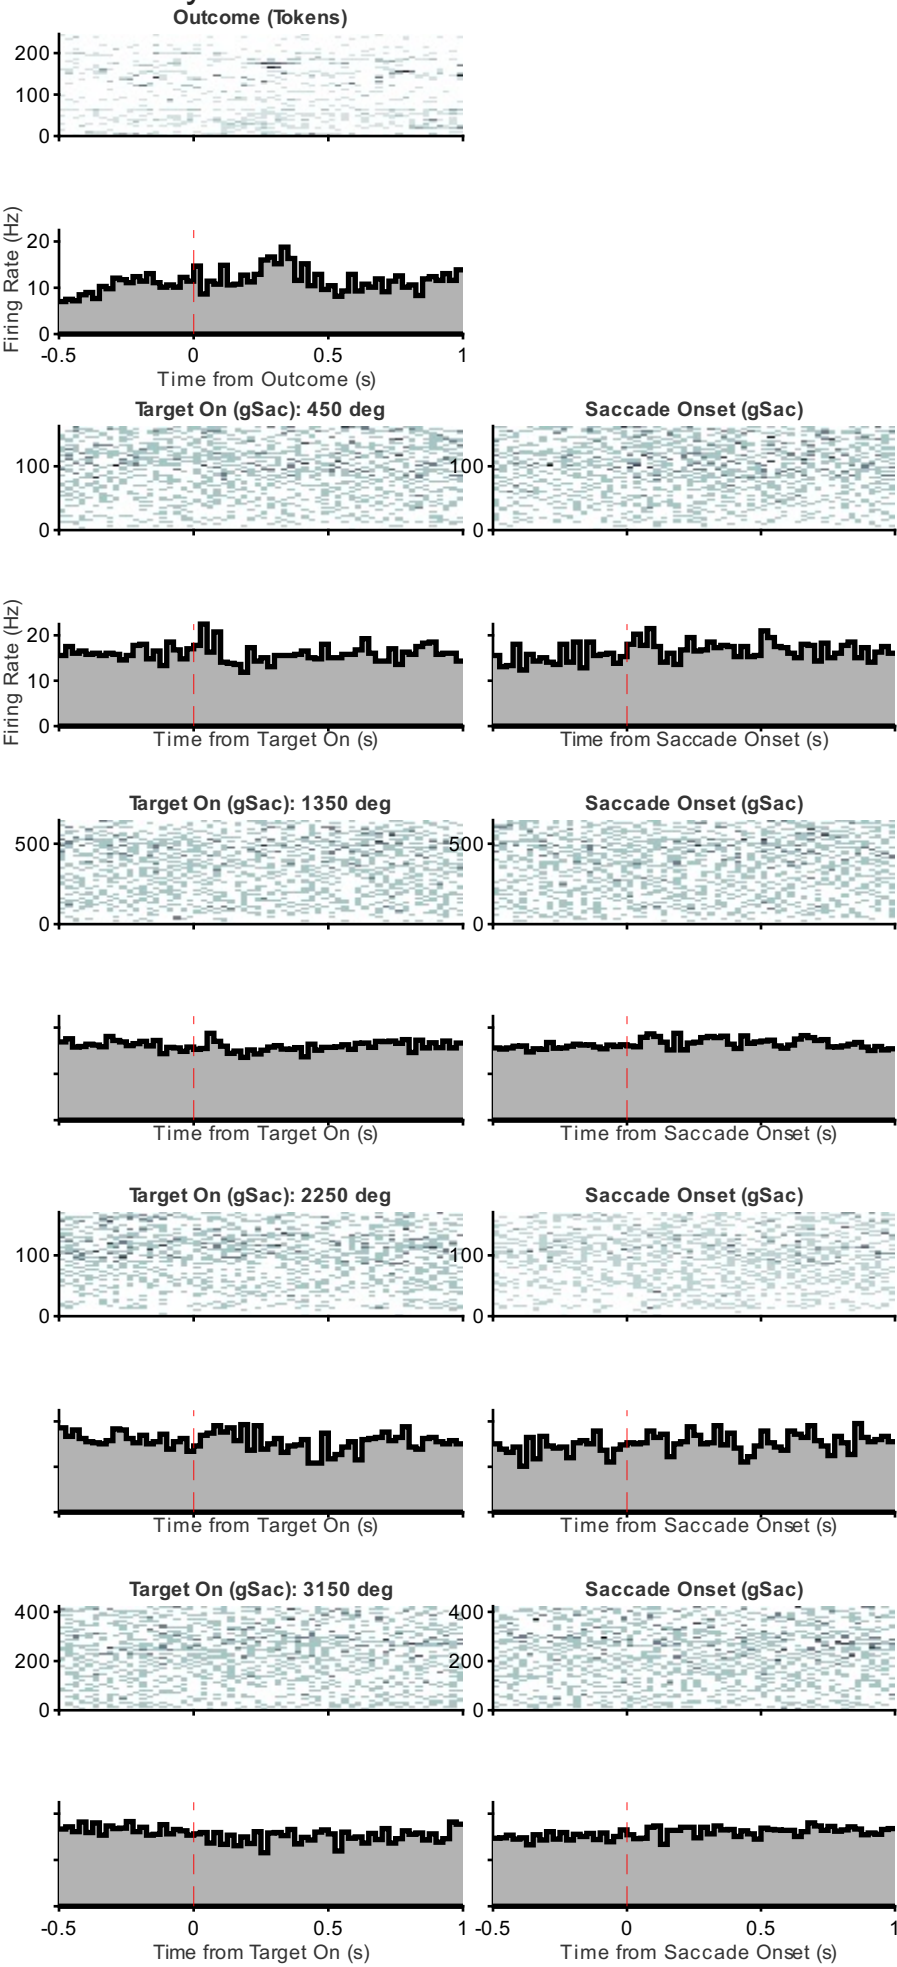 Outcome (Tokens)
200
100
0
Firing Rate (Hz)
20
10
0
-0.5 0 0.5 1
Time from Outcome (s)
Target On (gSac): 450 deg Saccade Onset (gSac)
100 100
0 0
Firing Rate (Hz)
20
10
0
Time from Target On (s) Time from Saccade Onset (s)
Target On (gSac): 1350 deg Saccade Onset (gSac)
500 500
0 0
Time from Target On (s) Time from Saccade Onset (s)
Target On (gSac): 2250 deg Saccade Onset (gSac)
100 100
0 0
Time from Target On (s) Time from Saccade Onset (s)
Target On (gSac): 3150 deg Saccade Onset (gSac)
400 400
200 200
0 0
-0.5 0 0.5 1 -0.5 0 0.5 1
Time from Target On (s) Time from Saccade Onset (s)